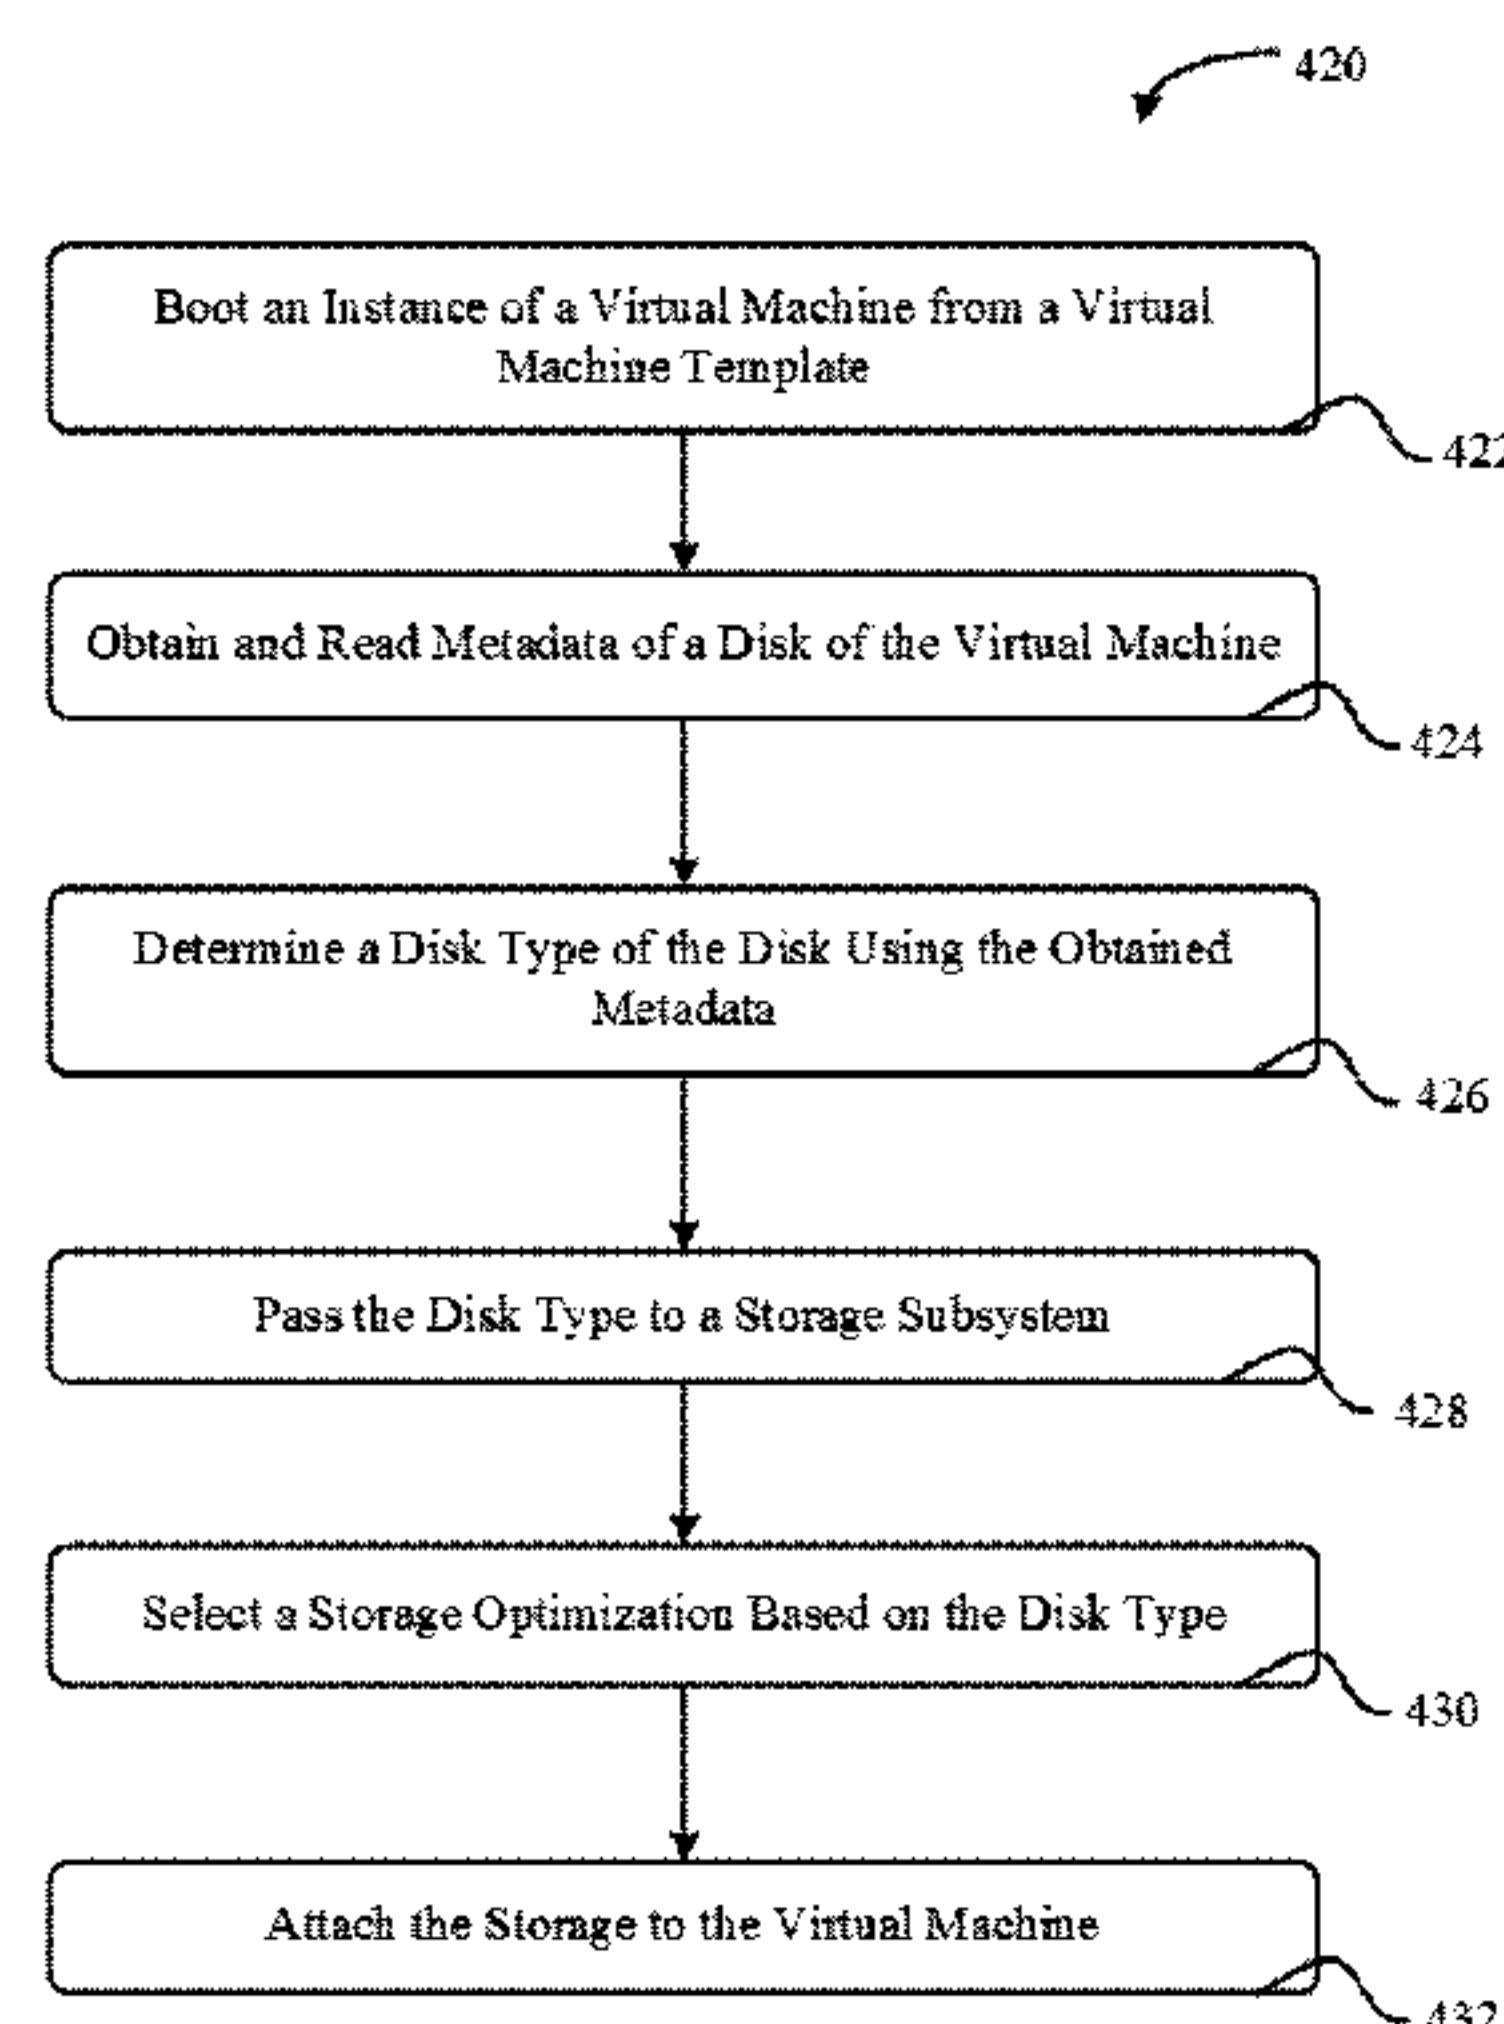 420
Boot an Instance of a Virtual Machine from a Virtual
Machine Template
422
Obtain and Read Metadata of a Disk of the Virtual Machine
424
Determine a Disk Type of the Disk Using the Obtained
Metadata
426
Pass the Disk Type to a Storage Subsystem
428
Select a Storage Optimization Based on the Disk Type
430
Attach the Storage to the Virtual Machine
432